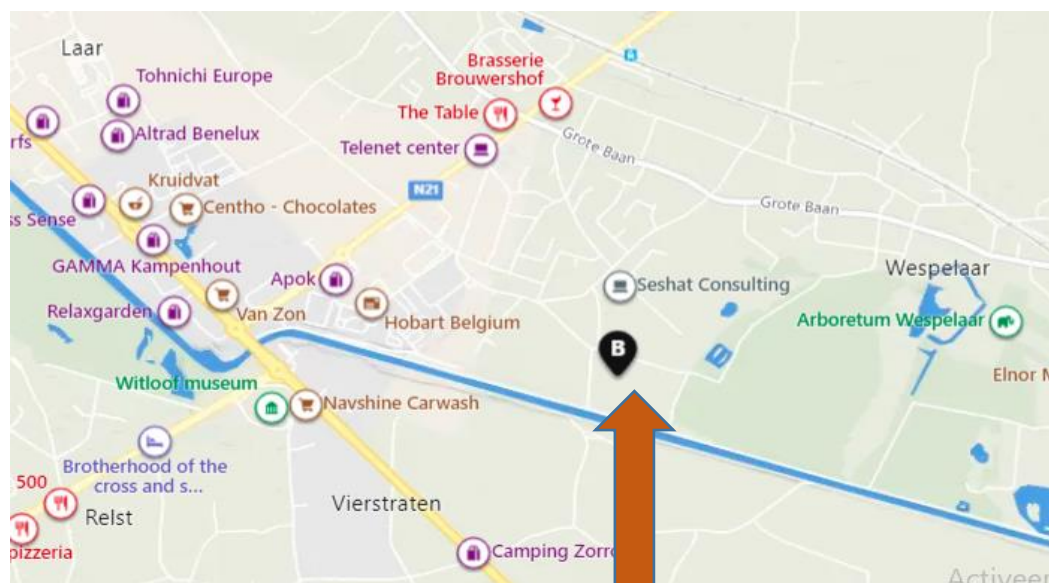 Laar
Tohnichi Europe
Altrad Benelux
rfs
Brasserie
Brouwershof
The Table
Telenet center
Grote Baan
N21
Kruidvat
Centho - Chocolates
ss Sense
GAMMA Kampenhout
Grote Baan
Apok
Relaxgarden
Van Zon
Hobart Belgium
Seshat Consulting
Wespelaar
Arboretum Wespelaar
B
Elnor M
Witloof museum
Navshine Carwash
Brotherhood of the
cross and s...
500
Relst
pizzeria
Vierstraten
Camping Zorro
Activeer